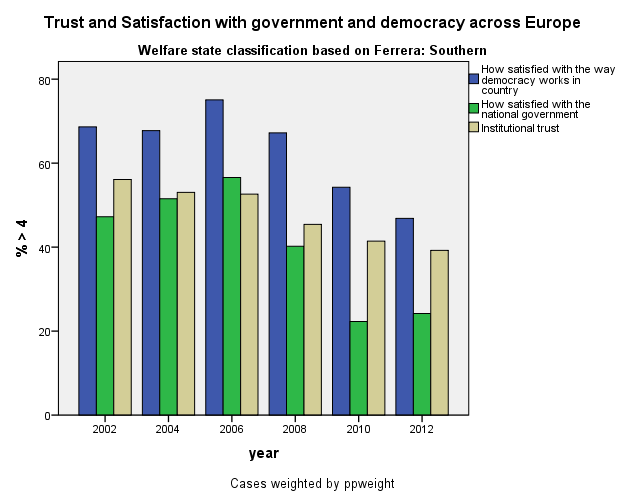 Trust and Satisfaction with government and democracy across Europe
Welfare state classification based on Ferrera: Southern
How satisfied with the way
democracy works in
country
How satisfied with the
national government
Institutional trust
% > 4
80
60
40
20
0
2002 2004 2006 2008 2010 2012
year
Cases weighted by ppweight